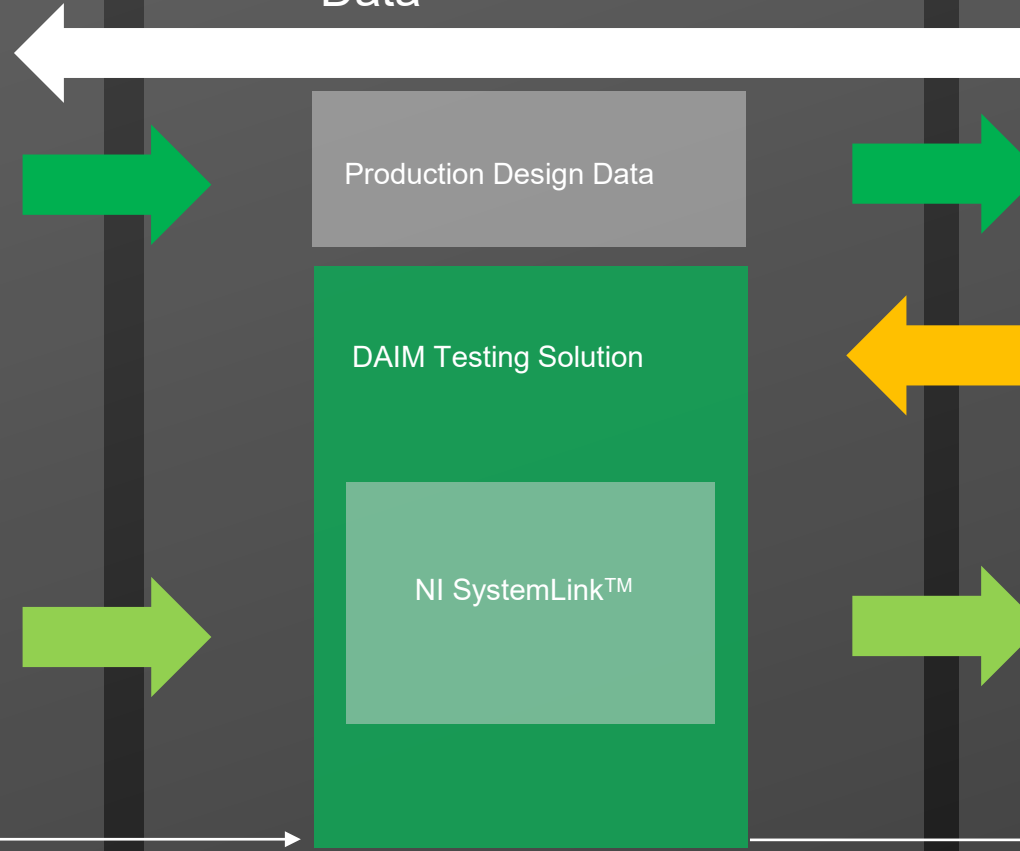 Data
Production Design Data
DAIM Testing Solution
NI SystemLink™